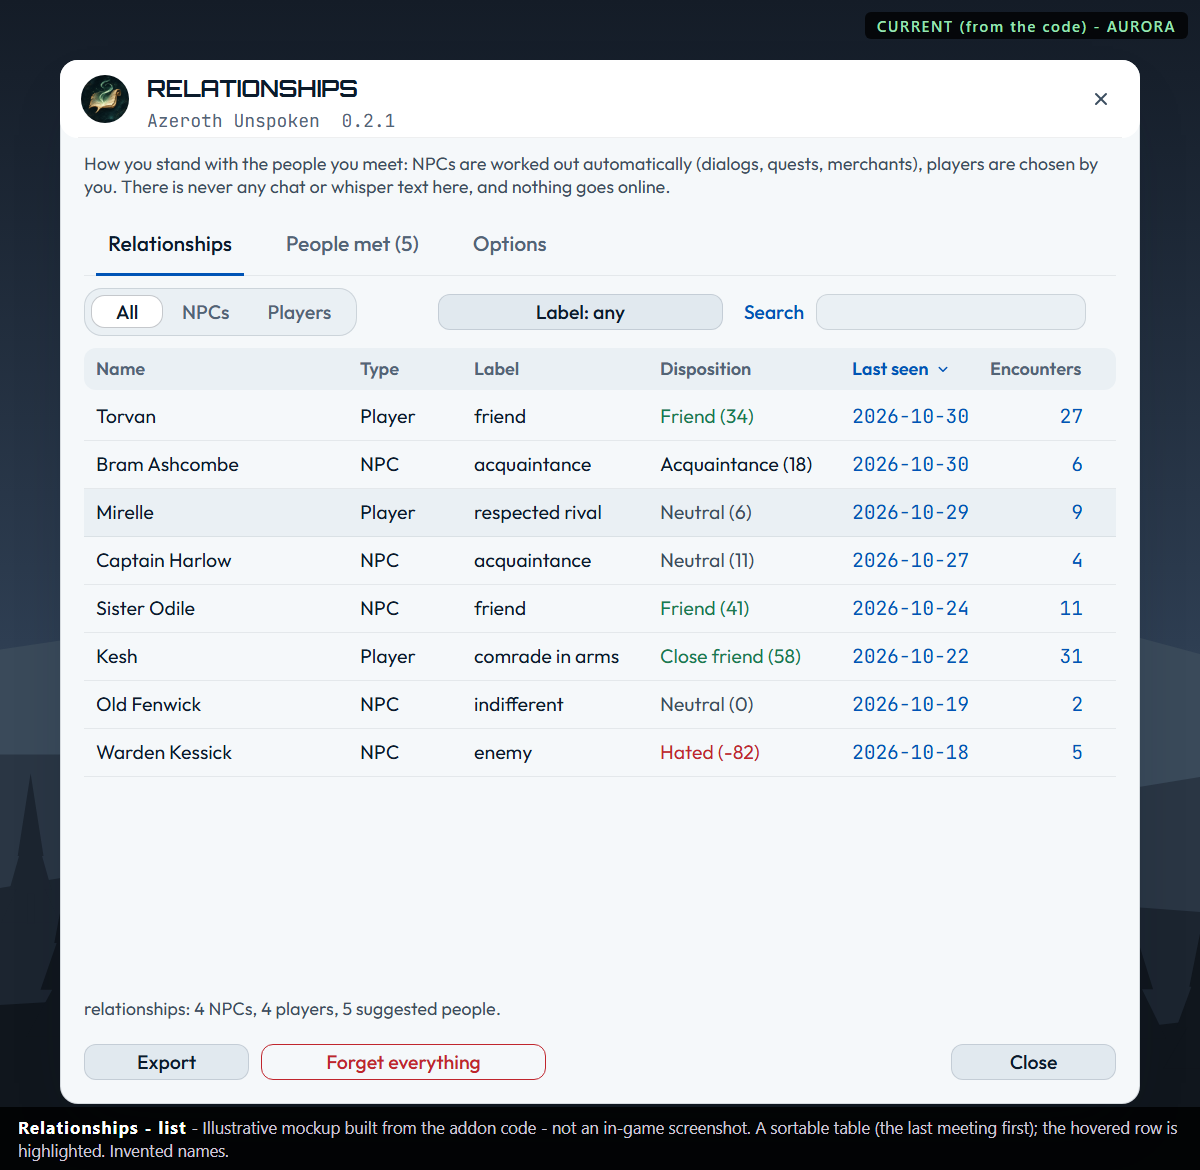 CURRENT (from the code) - AURORA
RELATIONSHIPS
Azeroth Unspoken 0.2.1
How you stand with the people you meet: NPCs are worked out automatically (dialogs, quests, merchants), players are chosen by
you. There is never any chat or whisper text here, and nothing goes online.
Relationships People met (5) Options
All NPCs Players Label: any Search
Name Type Label Disposition Last seen Encounters
Torvan Player friend Friend (34) 2026-10-30 27
Bram Ashcombe NPC acquaintance Acquaintance (18) 2026-10-30 6
Mirelle Player respected rival Neutral (6) 2026-10-29 9
Captain Harlow NPC acquaintance Neutral (11) 2026-10-27 4
Sister Odile NPC friend Friend (41) 2026-10-24 11
Kesh Player comrade in arms Close friend (58) 2026-10-22 31
Old Fenwick NPC indifferent Neutral (0) 2026-10-19 2
Warden Kessick NPC enemy Hated (-82) 2026-10-18 5
relationships: 4 NPCs, 4 players, 5 suggested people.
Export Forget everything Close
Relationships - list - Illustrative mockup built from the addon code - not an in-game screenshot. A sortable table (the last meeting first); the hovered row is
highlighted. Invented names.